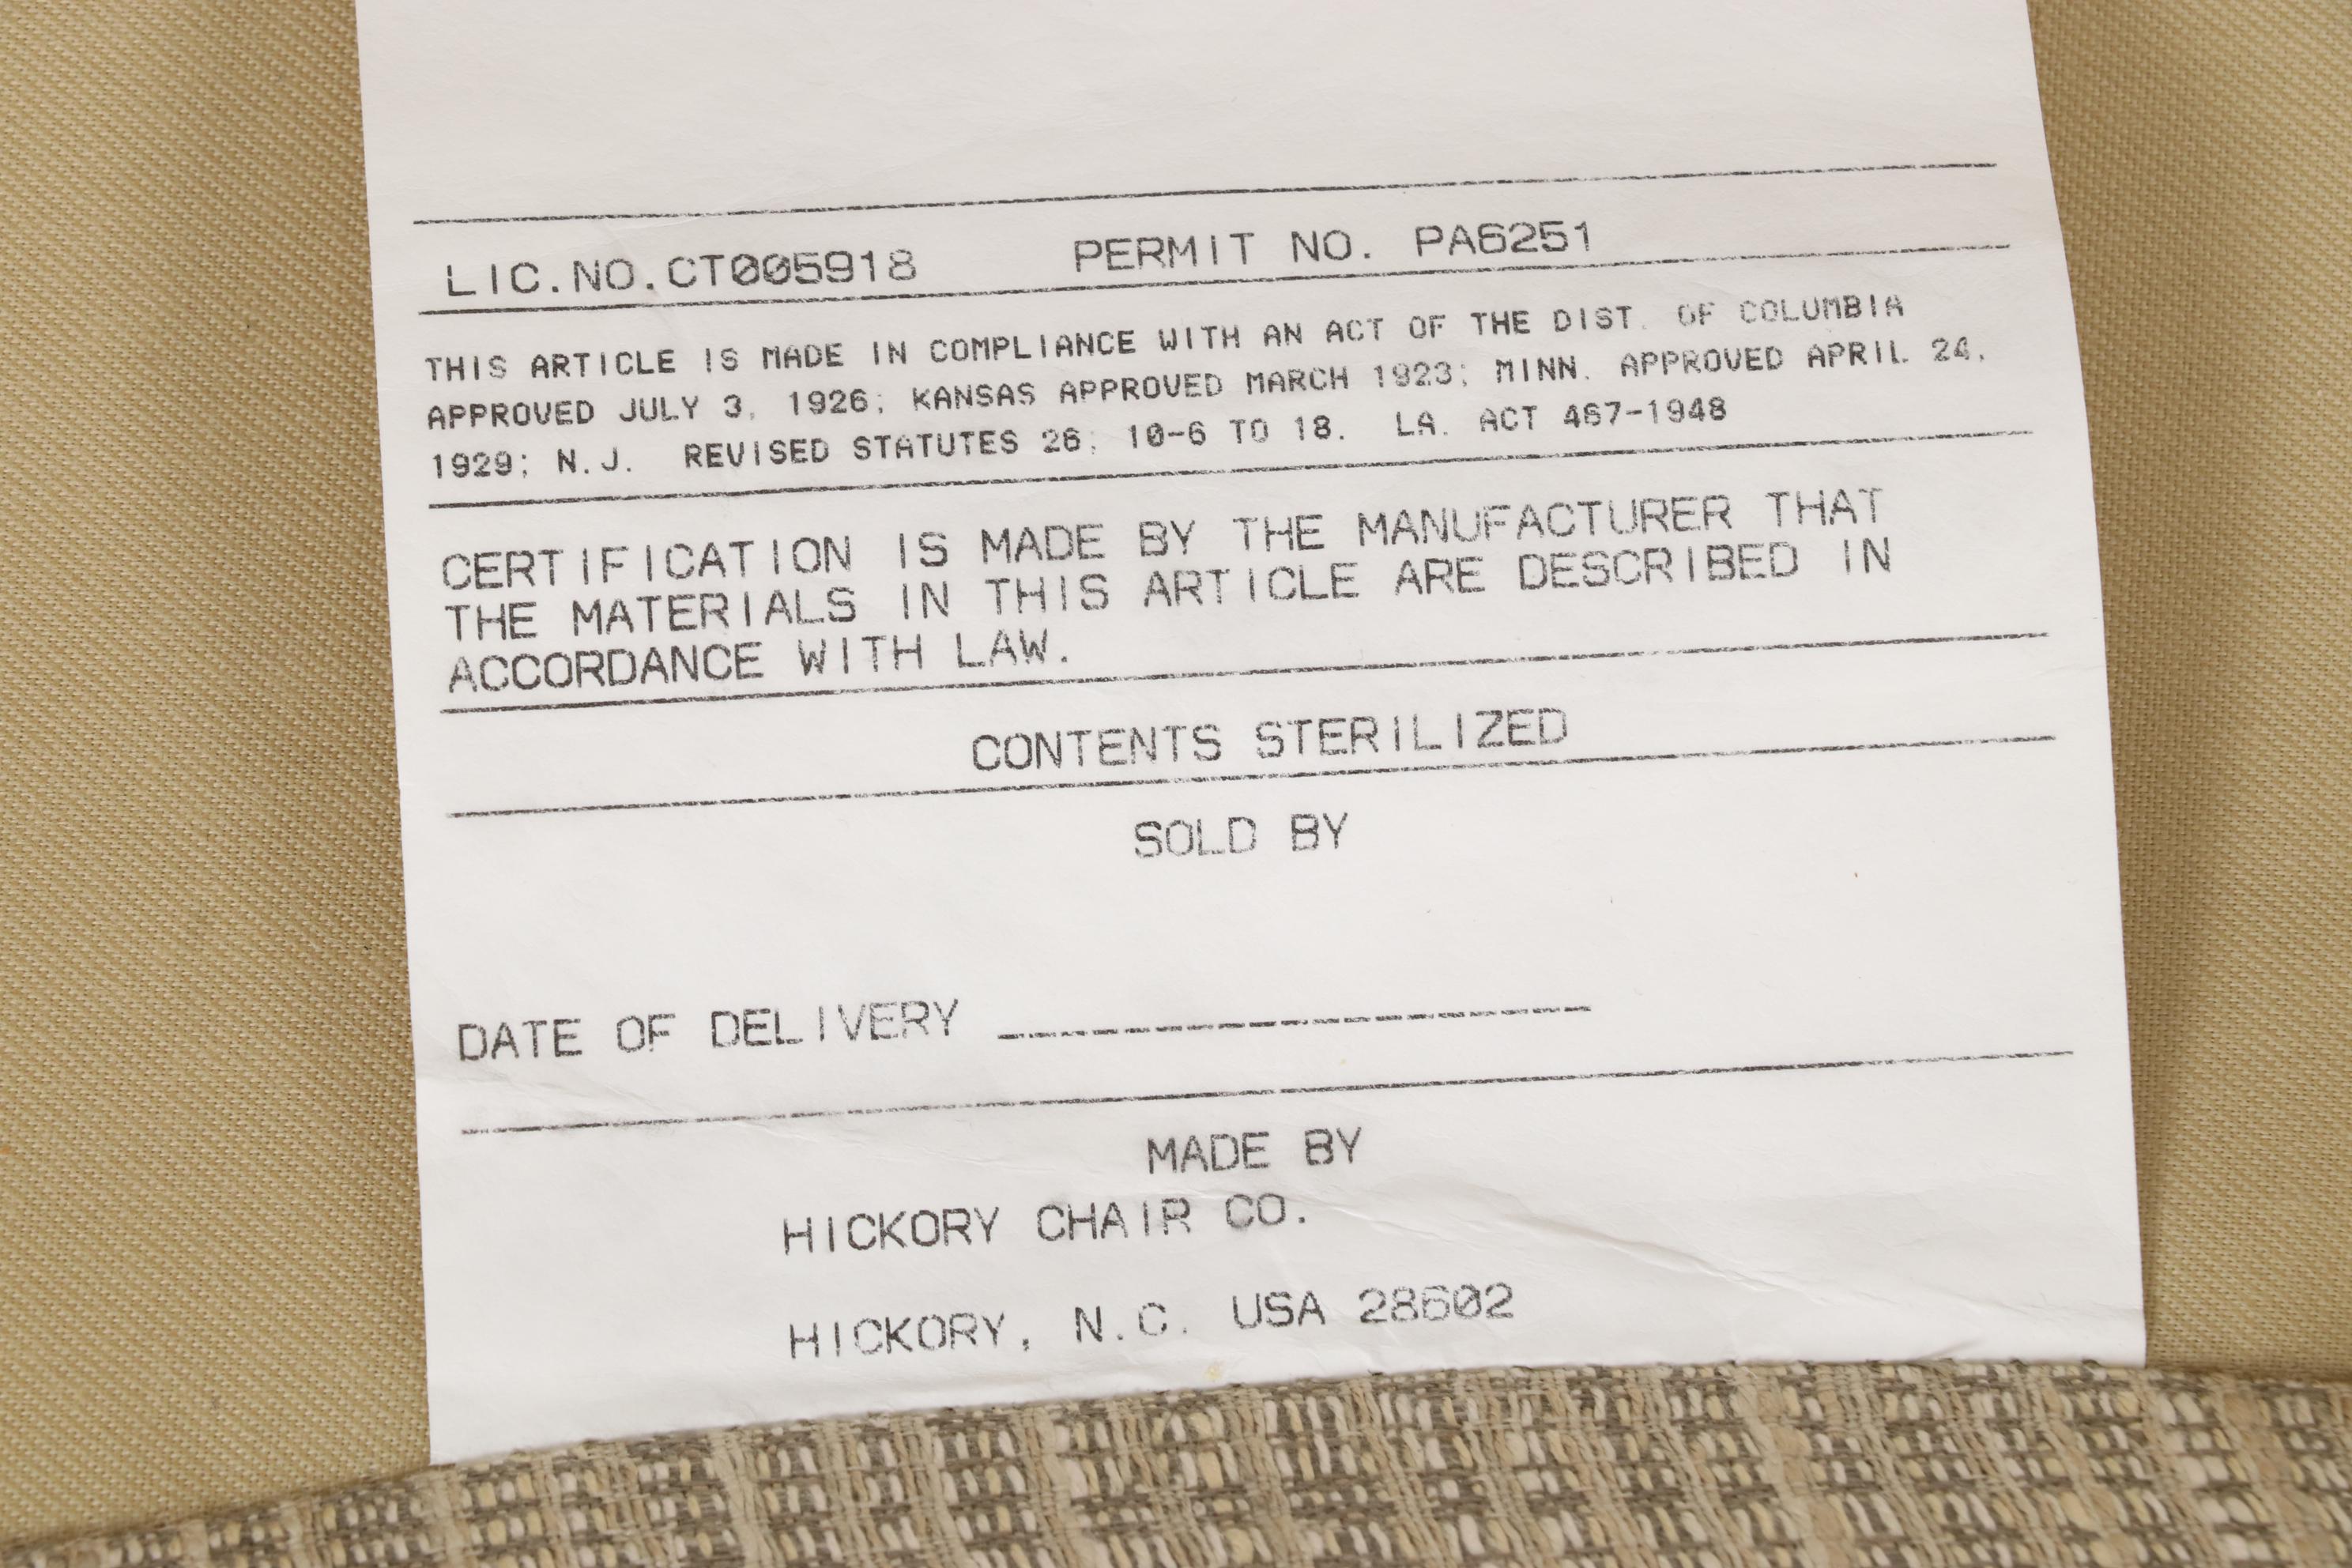 LIC.NO.CT005918 PERMIT NO. PA6251
THIS ARTICLE IS MADE IN COMPLIANCE WITH AN ACT OF THE DIST. OF COLUMBIA
APPROVED JULY 3, 1926; KANSAS APPROVED MARCH 1923; MINN. APPROVED APRIL 24,
1929; N.J. REVISED STATUTES 26; 10-6 TO 18. LA. ACT 467-1948
CERTIFICATION IS MADE BY THE MANUFACTURER THAT
THE MATERIALS IN THIS ARTICLE ARE DESCRIBED IN
ACCORDANCE WITH LAW.
CONTENTS STERILIZED
SOLD BY
DATE OF DELIVERY
MADE BY
HICKORY CHAIR CO.
HICKORY, N.C. USA 28602